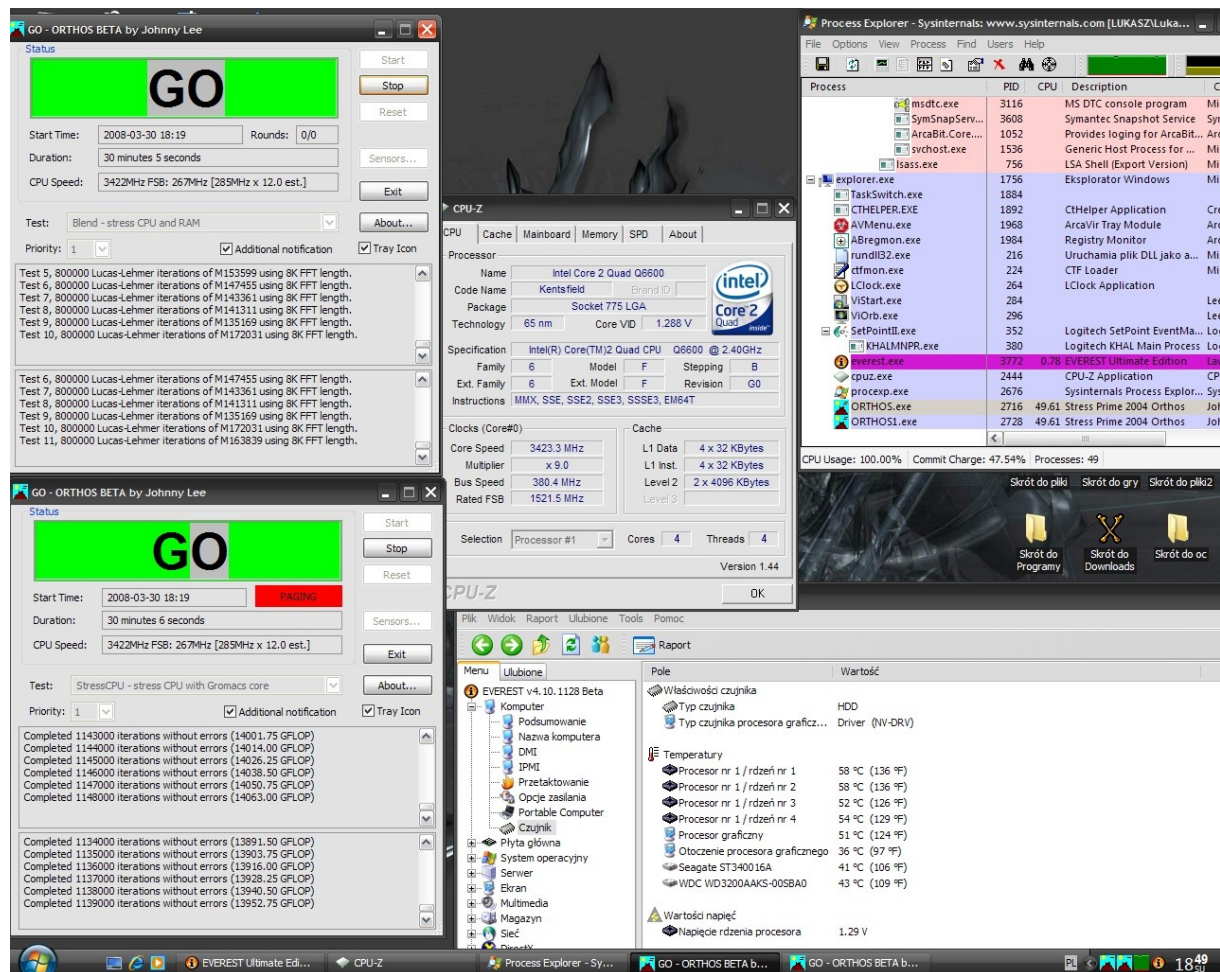 GO - ORTHOS BETA by Johnny Lee
Status
GO
Start
Stop
Reset
Start Time: 2008-03-30 18:19 Rounds: 0/0
Duration: 30 minutes 5 seconds Sensors...
CPU Speed: 3422MHz FSB: 267MHz [285MHz x 12.0 est.] Exit
Test: Blend - stress CPU and RAM About...
Priority: 1 Additional notification Tray Icon
Test 5, 800000 Lucas-Lehmer iterations of M153599 using 8K FFT length.
Test 6, 800000 Lucas-Lehmer iterations of M147455 using 8K FFT length.
Test 7, 800000 Lucas-Lehmer iterations of M143361 using 8K FFT length.
Test 8, 800000 Lucas-Lehmer iterations of M141311 using 8K FFT length.
Test 9, 800000 Lucas-Lehmer iterations of M135169 using 8K FFT length.
Test 10, 800000 Lucas-Lehmer iterations of M172031 using 8K FFT length.
Test 6, 800000 Lucas-Lehmer iterations of M147455 using 8K FFT length.
Test 7, 800000 Lucas-Lehmer iterations of M143361 using 8K FFT length.
Test 8, 800000 Lucas-Lehmer iterations of M141311 using 8K FFT length.
Test 9, 800000 Lucas-Lehmer iterations of M135169 using 8K FFT length.
Test 10, 800000 Lucas-Lehmer iterations of M172031 using 8K FFT length.
Test 11, 800000 Lucas-Lehmer iterations of M163839 using 8K FFT length.
GO - ORTHOS BETA by Johnny Lee
Status
GO
Start
Stop
Reset
Start Time: 2008-03-30 18:19 PAGING
Duration: 30 minutes 6 seconds Sensors...
CPU Speed: 3422MHz FSB: 267MHz [285MHz x 12.0 est.] Exit
Test: StressCPU - stress CPU with Gromacs core About...
Priority: 1 Additional notification Tray Icon
Completed 1143000 iterations without errors (14001.75 GFLOP)
Completed 1144000 iterations without errors (14014.00 GFLOP)
Completed 1145000 iterations without errors (14026.25 GFLOP)
Completed 1146000 iterations without errors (14038.50 GFLOP)
Completed 1147000 iterations without errors (14050.75 GFLOP)
Completed 1148000 iterations without errors (14063.00 GFLOP)
Completed 1134000 iterations without errors (13891.50 GFLOP)
Completed 1135000 iterations without errors (13903.75 GFLOP)
Completed 1136000 iterations without errors (13916.00 GFLOP)
Completed 1137000 iterations without errors (13928.25 GFLOP)
Completed 1138000 iterations without errors (13940.50 GFLOP)
Completed 1139000 iterations without errors (13952.75 GFLOP)
CPU-Z
CPU Cache Mainboard Memory SPD About
Processor
Name Intel Core 2 Quad Q6600
Code Name Kentsfield Brand ID
Package Socket 775 LGA
Technology 65 nm Core VID 1.288 V
intel Core 2 Quad inside
Specification Intel(R) Core(TM)2 Quad CPU Q6600 @ 2.40GHz
Family 6 Model F Stepping B
Ext. Family 6 Ext. Model F Revision G0
Instructions MMX, SSE, SSE2, SSE3, SSSE3, EM64T
Clocks (Core#0) Cache
Core Speed 3423.3 MHz L1 Data 4 x 32 KBytes
Multiplier x 9.0 L1 Inst. 4 x 32 KBytes
Bus Speed 380.4 MHz Level 2 2 x 4096 KBytes
Rated FSB 1521.5 MHz Level 3
Selection Processor #1 Cores 4 Threads 4
Version 1.44
CPU-Z OK
Process Explorer - Sysinternals: www.sysinternals.com [LUKASZ\Luka...
File Options View Process Find Users Help
Process PID CPU Description C
msdtc.exe 3116 MS DTC console program Mi
SymSnapServ... 3608 Symantec Snapshot Service Syr
ArcaBit.Core.... 1052 Provides loging for ArcaBit... Arc
svchost.exe 1536 Generic Host Process for ... Mi
lsass.exe 756 LSA Shell (Export Version) Mi
explorer.exe 1756 Eksplorator Windows Mi
TaskSwitch.exe 1884
CTHELPER.EXE 1892 CtHelper Application Cre
AVMenu.exe 1968 ArcaVir Tray Module Arc
ABregmon.exe 1984 Registry Monitor Arc
rundll32.exe 216 Uruchamia plik DLL jako a... Mi
ctfmon.exe 224 CTF Loader Mi
LClock.exe 264 LClock Application
ViStart.exe 284 Lee
ViOrb.exe 296 Lee
SetPointII.exe 352 Logitech SetPoint EventMa... Lo
KHALMNPR.exe 380 Logitech KHAL Main Process Lo
everest.exe 3772 0.78 EVEREST Ultimate Edition Lav
cpuz.exe 2444 CPU-Z Application CP
procexp.exe 2676 Sysinternals Process Explor... Sys
ORTHOS.exe 2716 49.61 Stress Prime 2004 Orthos Joh
ORTHOS1.exe 2728 49.61 Stress Prime 2004 Orthos Joh
CPU Usage: 100.00% Commit Charge: 47.54% Processes: 49
Skrót do pliki Skrót do gry Skrót do pliki2
Skrót do Programy
Skrót do Downloads
Skrót do oc
Plik Widok Raport Ulubione Tools Pomoc
Raport
Menu Ulubione
EVEREST v4.10.1128 Beta
Komputer
Podsumowanie
Nazwa komputera
DMI
IPMI
Przetaktowanie
Opcje zasilania
Portable Computer
Czujnik
Płyta główna
System operacyjny
Serwer
Ekran
Multimedia
Magazyn
Sieć
DirectX
Pole Wartość
Właściwości czujnika
Typ czujnika HDD
Typ czujnika procesora graficz... Driver (NV-DRV)
Temperatury
Procesor nr 1 / rdzeń nr 1 58 °C (136 °F)
Procesor nr 1 / rdzeń nr 2 58 °C (136 °F)
Procesor nr 1 / rdzeń nr 3 52 °C (126 °F)
Procesor nr 1 / rdzeń nr 4 54 °C (129 °F)
Procesor graficzny 51 °C (124 °F)
Otoczenie procesora graficznego 36 °C (97 °F)
Seagate ST340016A 41 °C (106 °F)
WDC WD3200AAKS-00SBA0 43 °C (109 °F)
Wartości napięć
Napięcie rdzenia procesora 1.29 V
EVEREST Ultimate Edi... CPU-Z Process Explorer - Sy... GO - ORTHOS BETA b... GO - ORTHOS BETA b... PL 18 49